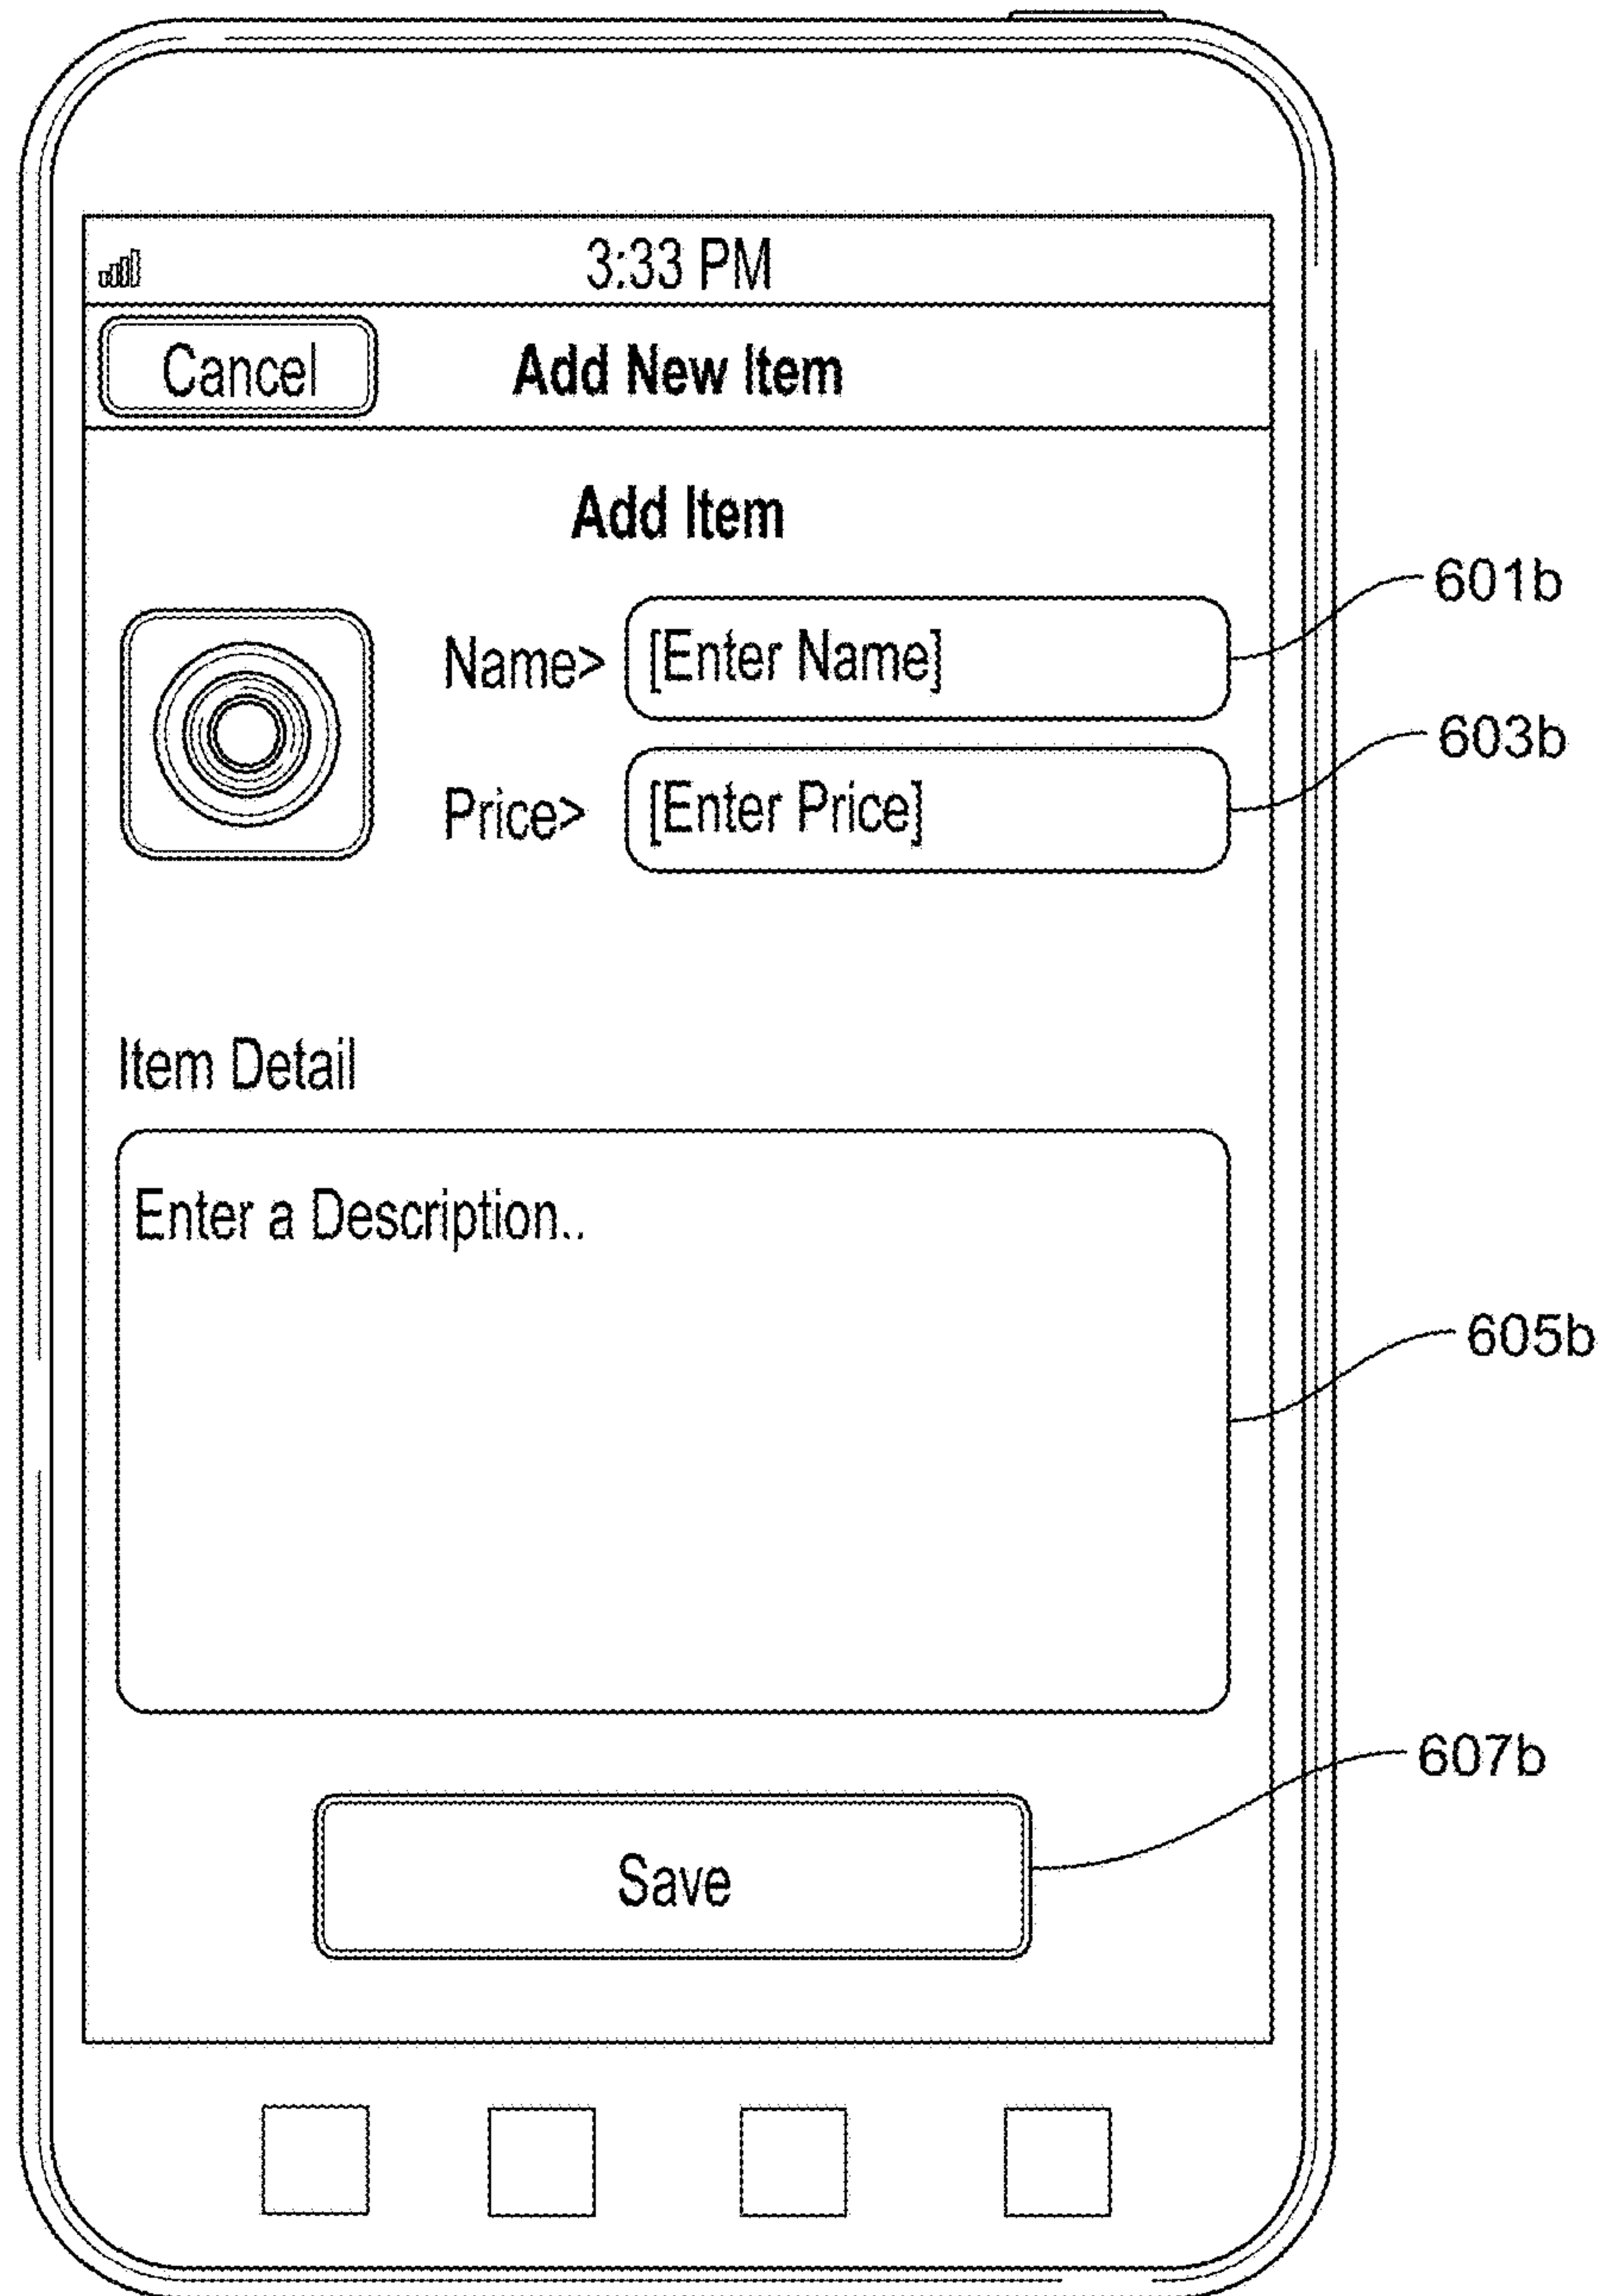 3:33 PM
Cancel Add New Item
Add Item
601b
Name> [Enter Name]
603b
Price> [Enter Price]
Item Detail
Enter a Description..
605b
607b
Save